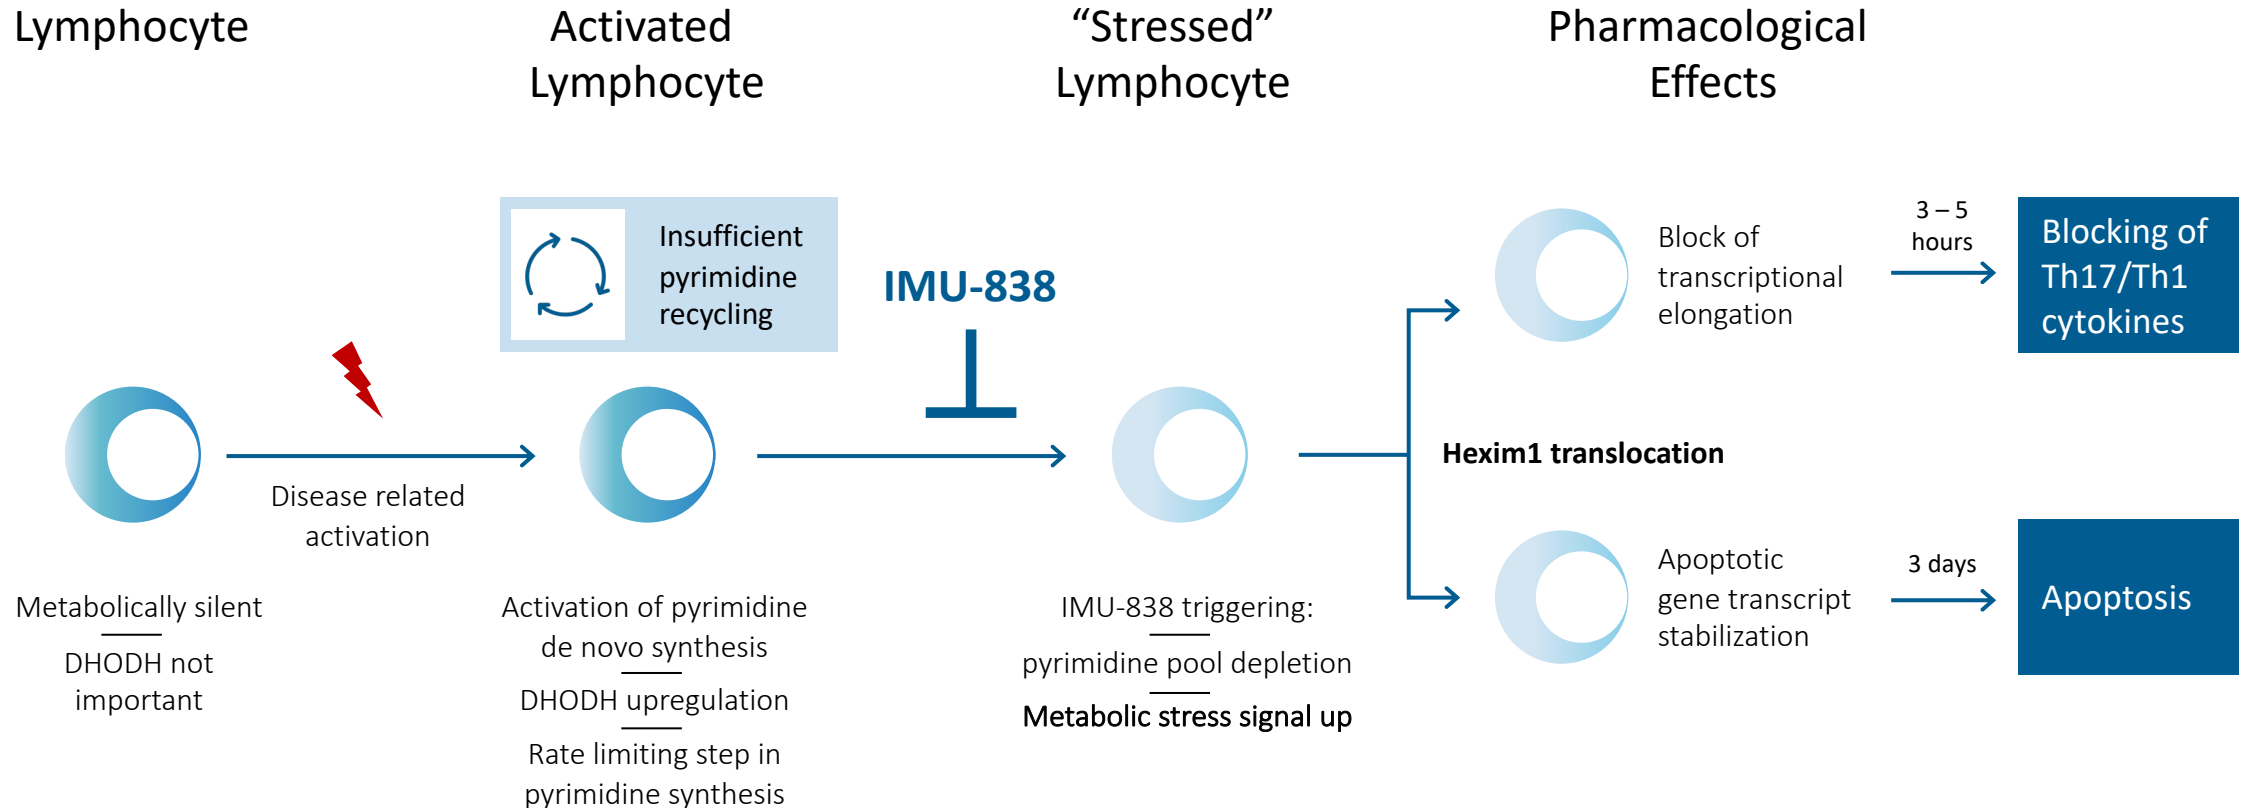 Lymphocyte
Activated
Lymphocyte
“Stressed”
Lymphocyte
Pharmacological
Effects
Insufficient
pyrimidine
recycling
IMU-838
Disease related
activation
Metabolically silent
DHODH not
important
Activation of pyrimidine
de novo synthesis
DHODH upregulation
Rate limiting step in
pyrimidine synthesis
IMU-838 triggering:
pyrimidine pool depletion
Metabolic stress signal up
Hexim1 translocation
Block of
transcriptional
elongation
3 – 5
hours
Blocking of
Th17/Th1
cytokines
Apoptotic
gene transcript
stabilization
3 days
Apoptosis